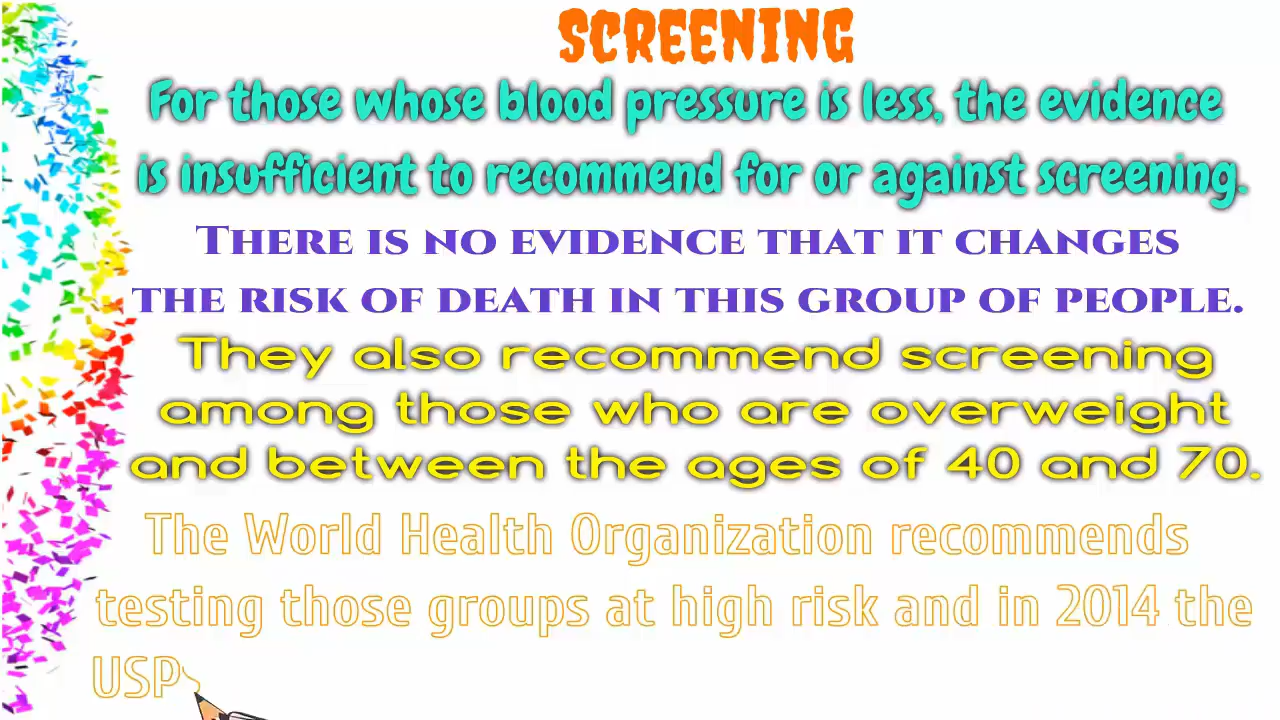 SCREENING
For those whose blood pressure is less, the evidence
is insufficient to recommend for or against screening.
THERE IS NO EVIDENCE THAT IT CHANGES
THE RISK OF DEATH IN THIS GROUP OF PEOPLE.
They also recommend screening
among those who are overweight
and between the ages of 40 and 70.
The World Health Organization recommends
testing those groups at high risk and in 2014 the
USP